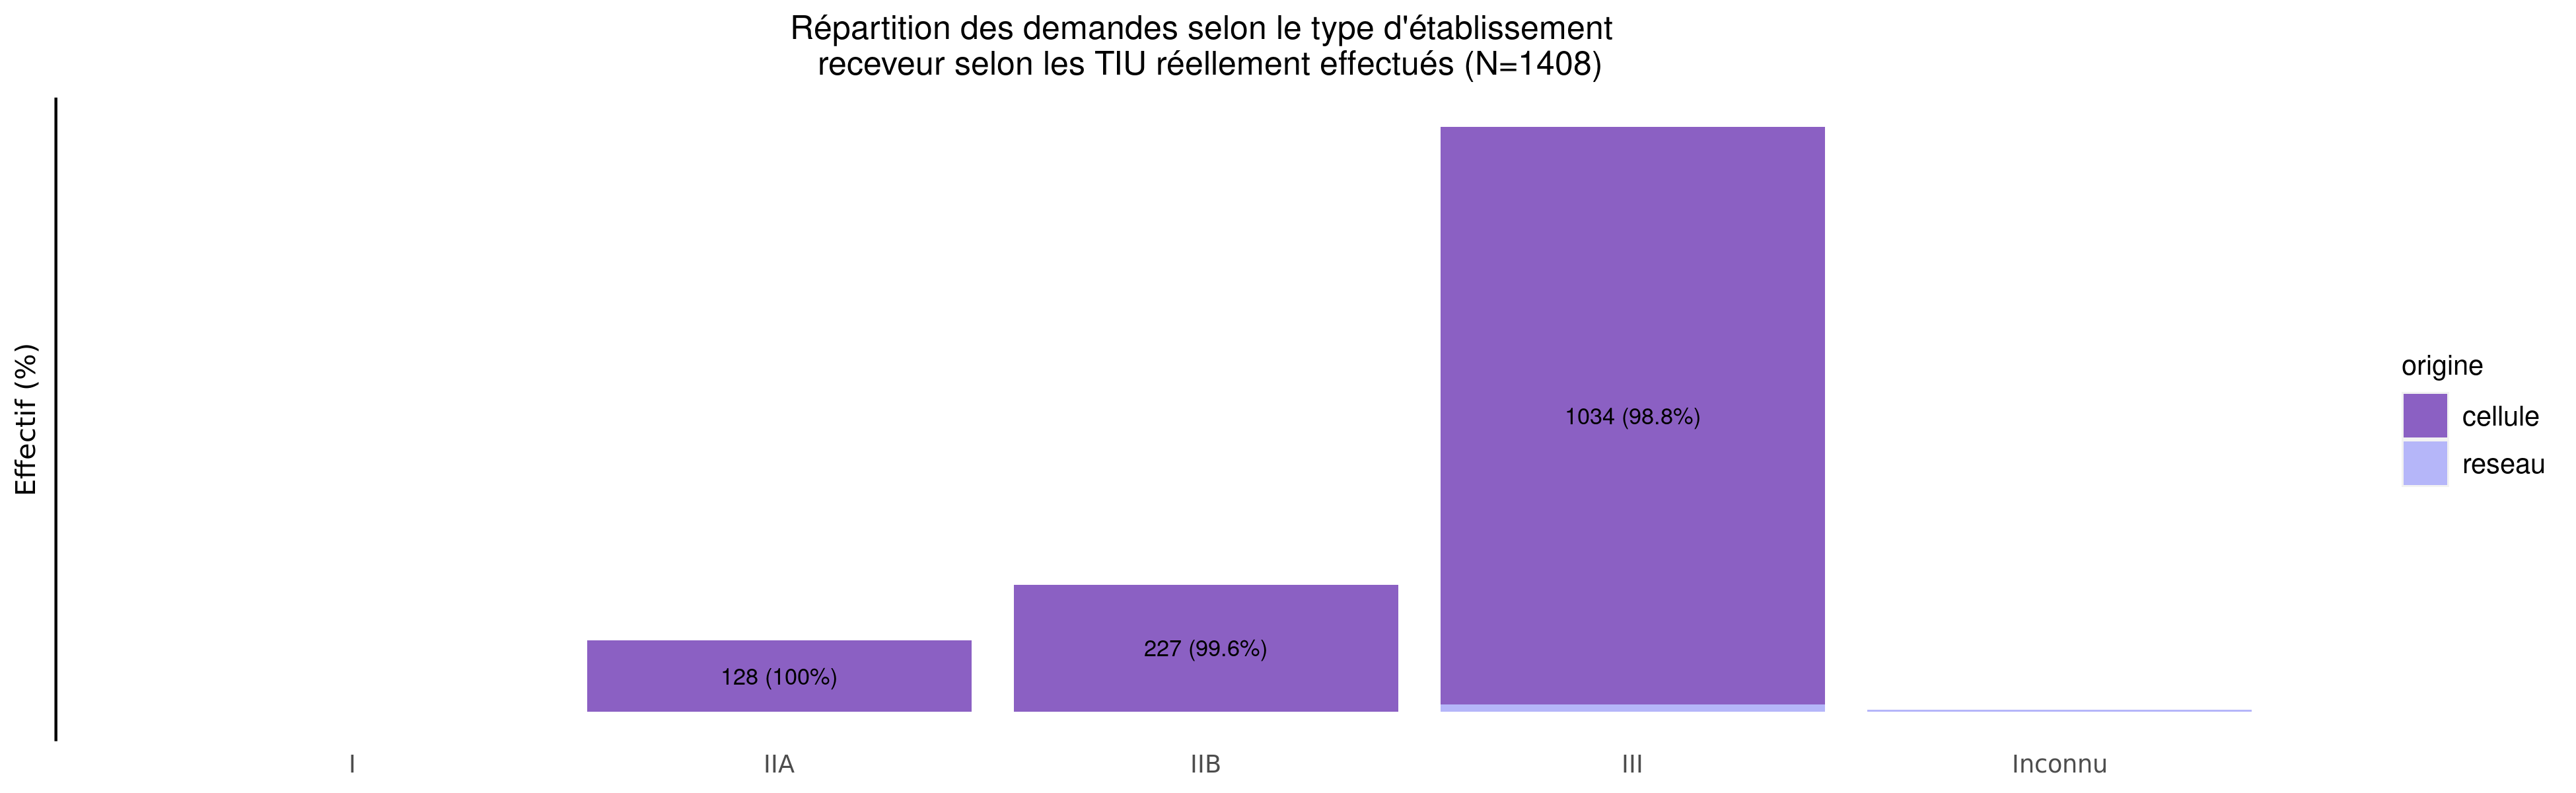 Répartition des demandes selon le type d'établissement
receveur selon les TIU réellement effectués (N=1408)
Effectif (%)
1034 (98.8%)
227 (99.6%)
128 (100%)
I
IIA
IIB
III
Inconnu
origine
cellule
reseau